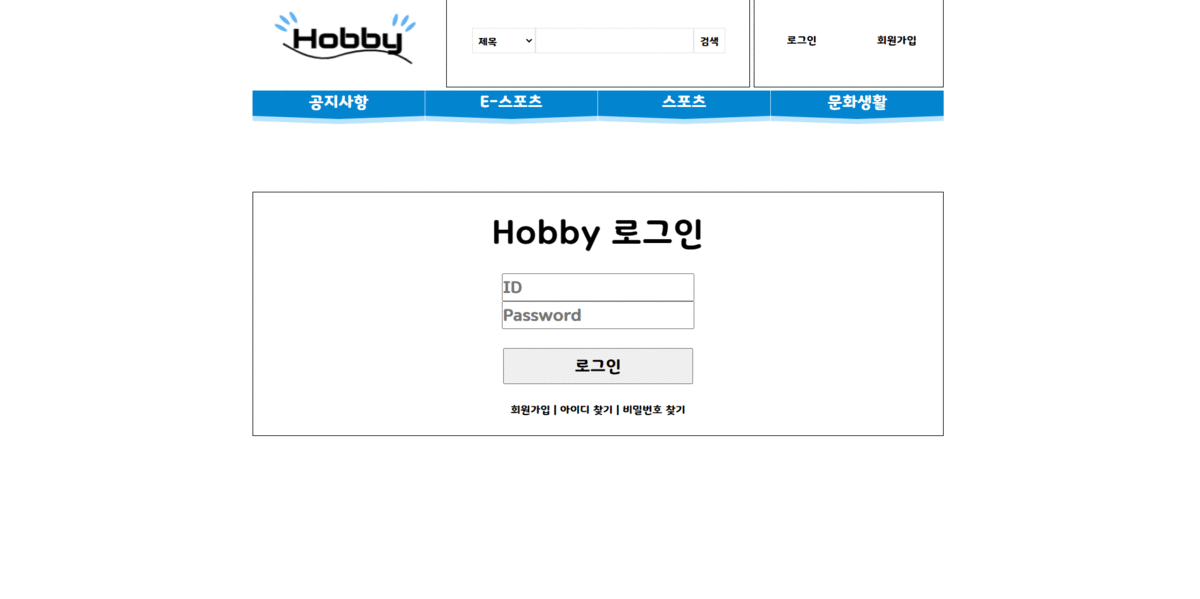 Hobby
제목 검색
로그인 회원가입
공지사항 E-스포츠 스포츠 문화생활
Hobby 로그인
ID
Password
로그인
회원가입 | 아이디 찾기 | 비밀번호 찾기